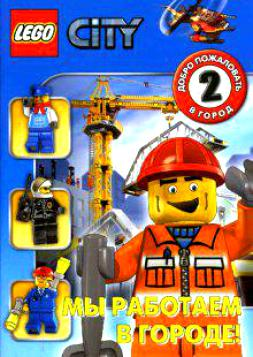 LEGO CITY
ДОБРО ПОЖАЛОВАТЬ
2
В ГОРОД
МЫ РАБОТАЕМ
В ГОРОДЕ!